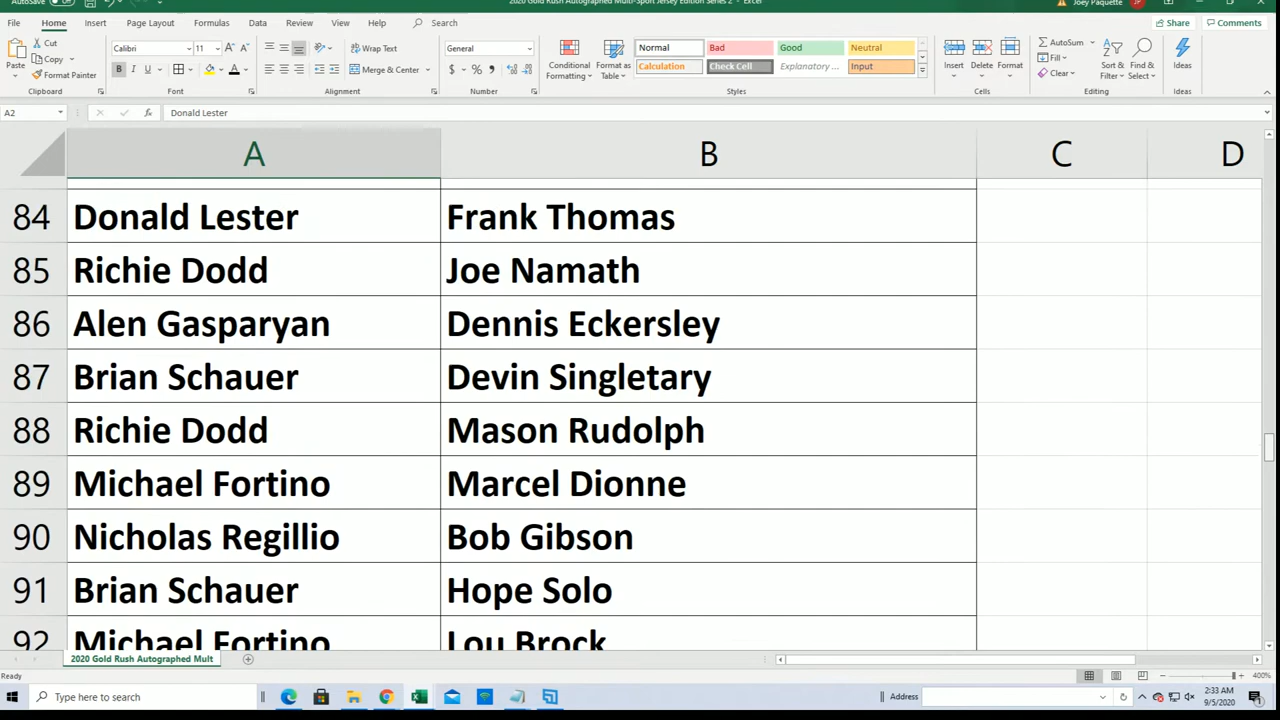 AutoSave Off 2020 Gold Rush Autographed Multi-Sport Jersey Edition Series 2 - Excel Joey Paquette JP
File Home Insert Page Layout Formulas Data Review View Help Search Share Comments
Cut Calibri 11 Wrap Text General Normal Bad Good Neutral AutoSum
Paste Copy Conditional Formatting Format as Table Insert Delete Format Fill Sort & Filter Find & Select Ideas
Format Painter Merge & Center Calculation Check Cell Explanatory ... Input Clear
Clipboard Font Alignment Number Styles Cells Editing Ideas
A2 Donald Lester
A B C D
84 Donald Lester Frank Thomas
85 Richie Dodd Joe Namath
86 Alen Gasparyan Dennis Eckersley
87 Brian Schauer Devin Singletary
88 Richie Dodd Mason Rudolph
89 Michael Fortino Marcel Dionne
90 Nicholas Regillio Bob Gibson
91 Brian Schauer Hope Solo
92 Michael Fortino Lou Brock
2020 Gold Rush Autographed Mult
Ready 400%
Type here to search Address 2:33 AM
9/5/2020